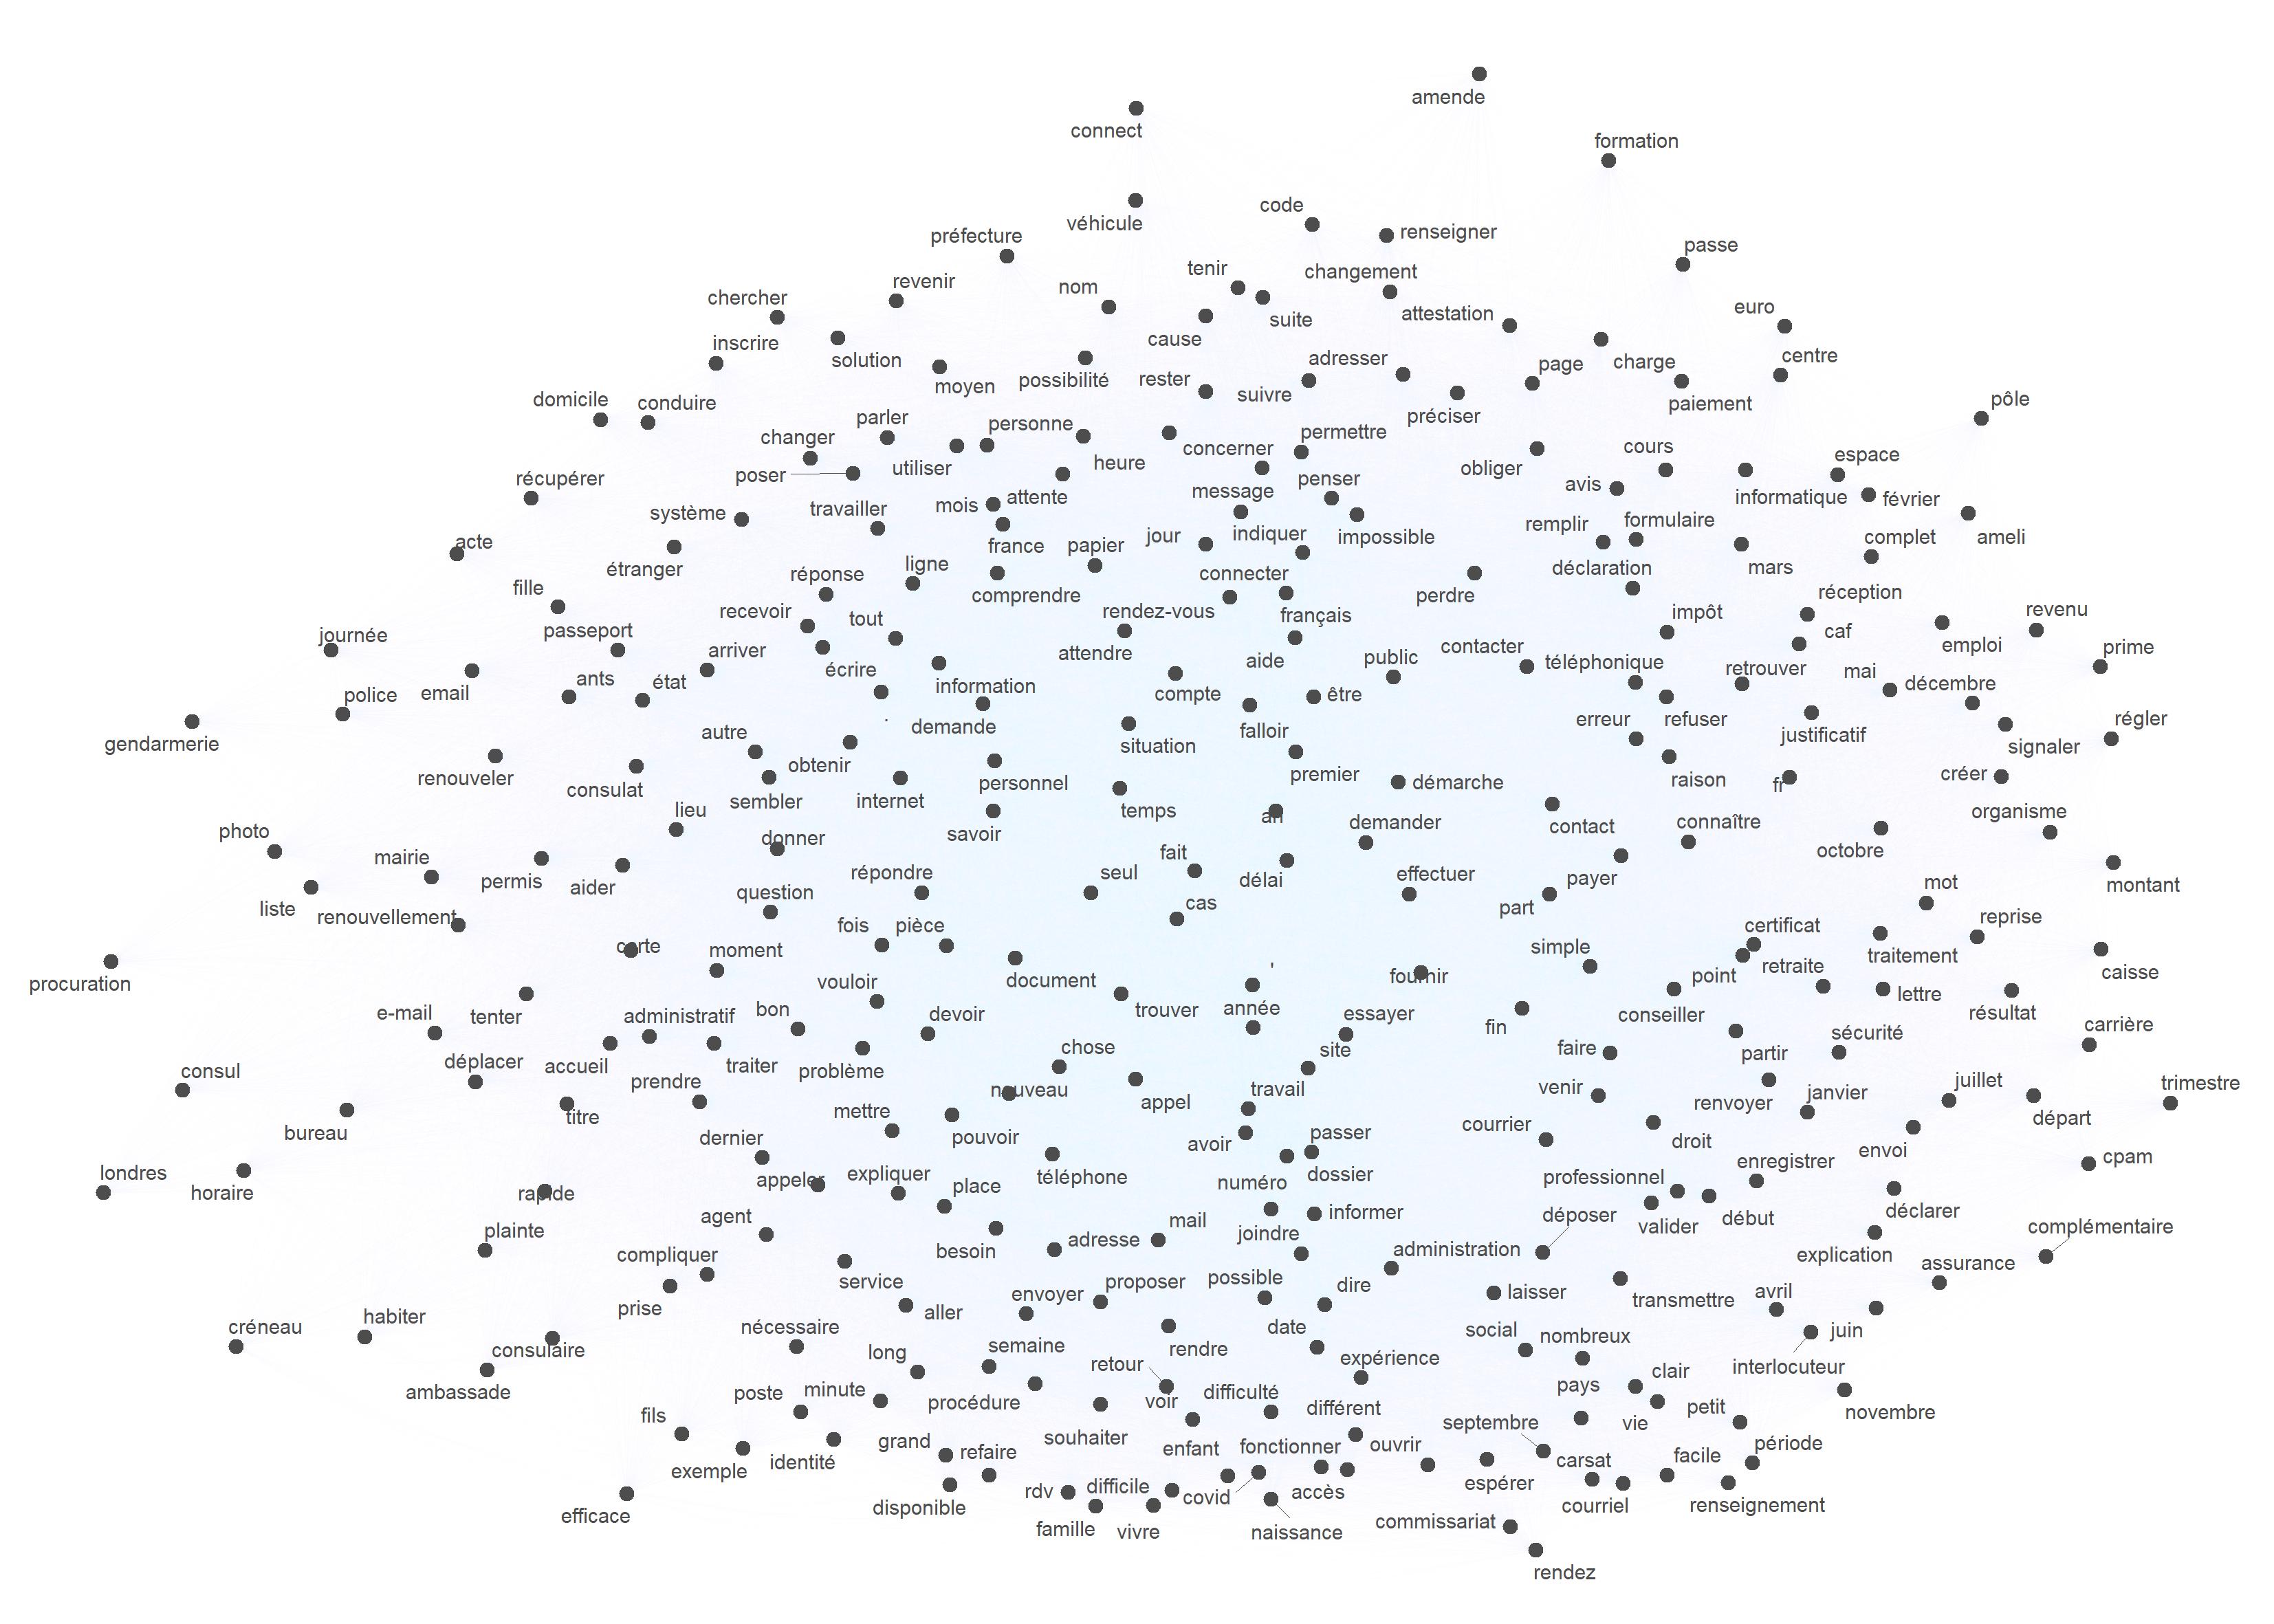 amende
connect
formation
code
véhicule
renseigner
préfecture
passe
tenir
changement
revenir
nom
chercher
euro
attestation
suite
cause
inscrire
solution
centre
adresser
page
charge
moyen
possibilité
rester
suivre
domicile
conduire
préciser
paiement
pôle
parler
personne
permettre
changer
concerner
cours
espace
heure
utiliser
obliger
poser
récupérer
penser
avis
message
attente
informatique
février
mois
travailler
système
remplir
formulaire
jour
indiquer
impossible
complet
ameli
acte
france
papier
étranger
ligne
déclaration
mars
réponse
connecter
fille
comprendre
perdre
réception
recevoir
tout
rendez-vous
français
impôt
revenu
passeport
journée
caf
emploi
arriver
attendre
aide
public
contacter
prime
téléphonique
écrire
retrouver
mai
ants
état
information
email
compte
être
décembre
police
.
demande
falloir
erreur
refuser
régler
autre
gendarmerie
situation
justificatif
signaler
obtenir
renouveler
personnel
premier
raison
créer
consulat
sembler
internet
démarche
fr
lieu
temps
an
organisme
photo
donner
savoir
demander
contact
connaître
mairie
fait
octobre
permis
aider
répondre
seul
délai
effectuer
payer
mot
montant
question
liste
renouvellement
cas
part
fois
pièce
certificat
reprise
carte
moment
simple
traitement
'
procuration
document
fournir
point
retraite
caisse
vouloir
lettre
e-mail
tenter
administratif
bon
trouver
année
devoir
essayer
conseiller
résultat
fin
carrière
sécurité
déplacer
accueil
traiter
problème
chose
site
faire
partir
consul
prendre
nouveau
travail
venir
juillet
trimestre
appel
renvoyer
janvier
titre
mettre
départ
bureau
dernier
pouvoir
avoir
passer
courrier
droit
envoi
londres
appeler
expliquer
téléphone
dossier
enregistrer
cpam
horaire
rapide
place
numéro
professionnel
agent
mail
informer
déposer
valider
début
déclarer
plainte
compliquer
besoin
adresse
joindre
administration
explication
complémentaire
service
proposer
possible
dire
assurance
prise
envoyer
laisser
transmettre
avril
aller
créneau
habiter
nécessaire
date
social
nombreux
juin
consulaire
long
semaine
rendre
retour
expérience
interlocuteur
clair
ambassade
poste
minute
procédure
voir
difficulté
différent
pays
petit
novembre
fils
septembre
vie
grand
refaire
souhaiter
enfant
fonctionner
ouvrir
période
exemple
identité
carsat
facile
espérer
rdv
difficile
covid
accès
efficace
disponible
courriel
renseignement
famille
vivre
naissance
commissariat
rendez